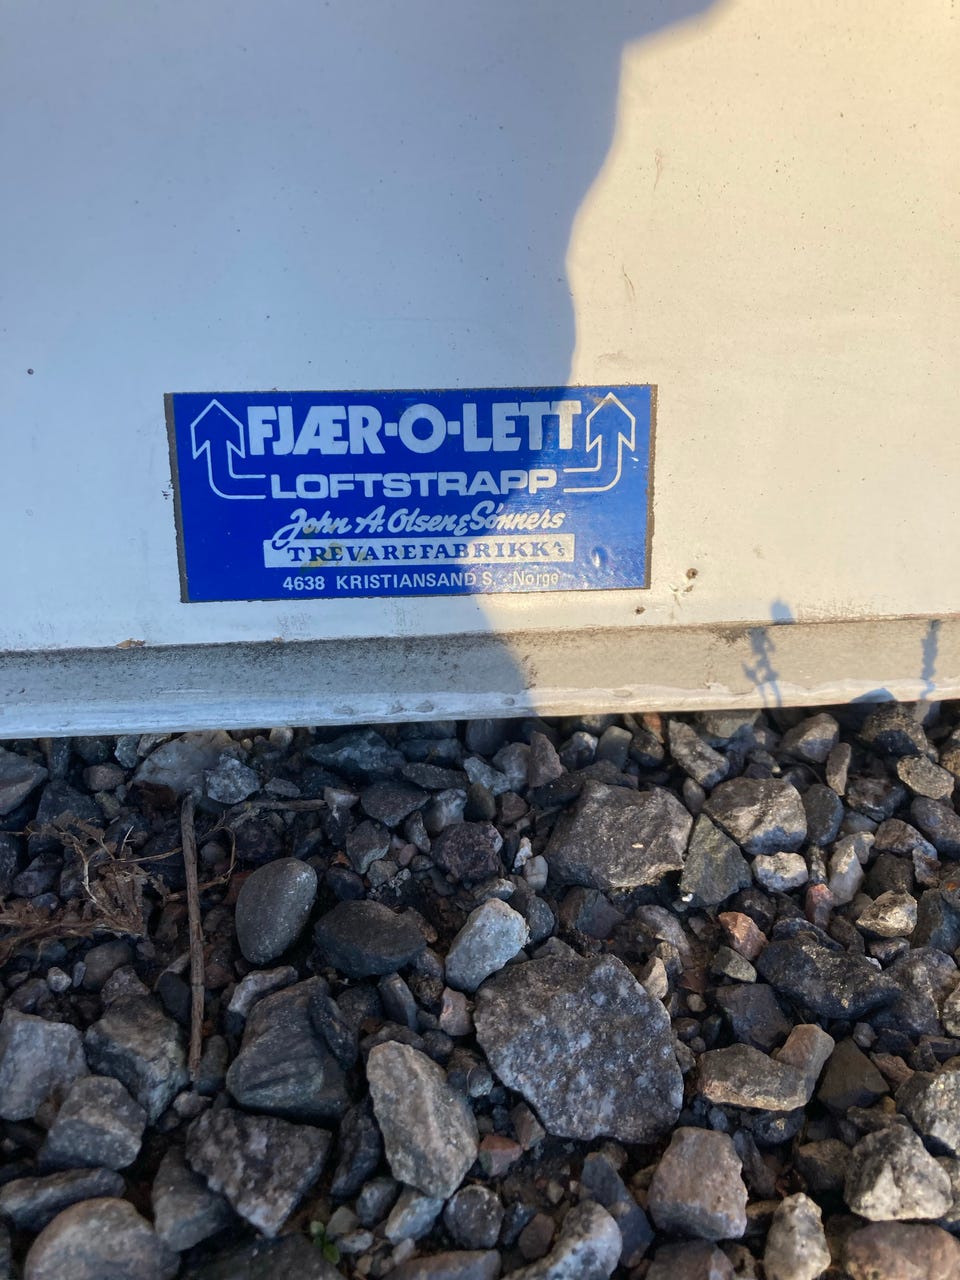 FJÆR-O-LETT
LOFTSTRAPP
John A. Olsen & Sønners
TREVAREFABRIKK A/S
4638 KRISTIANSAND S. - Norge